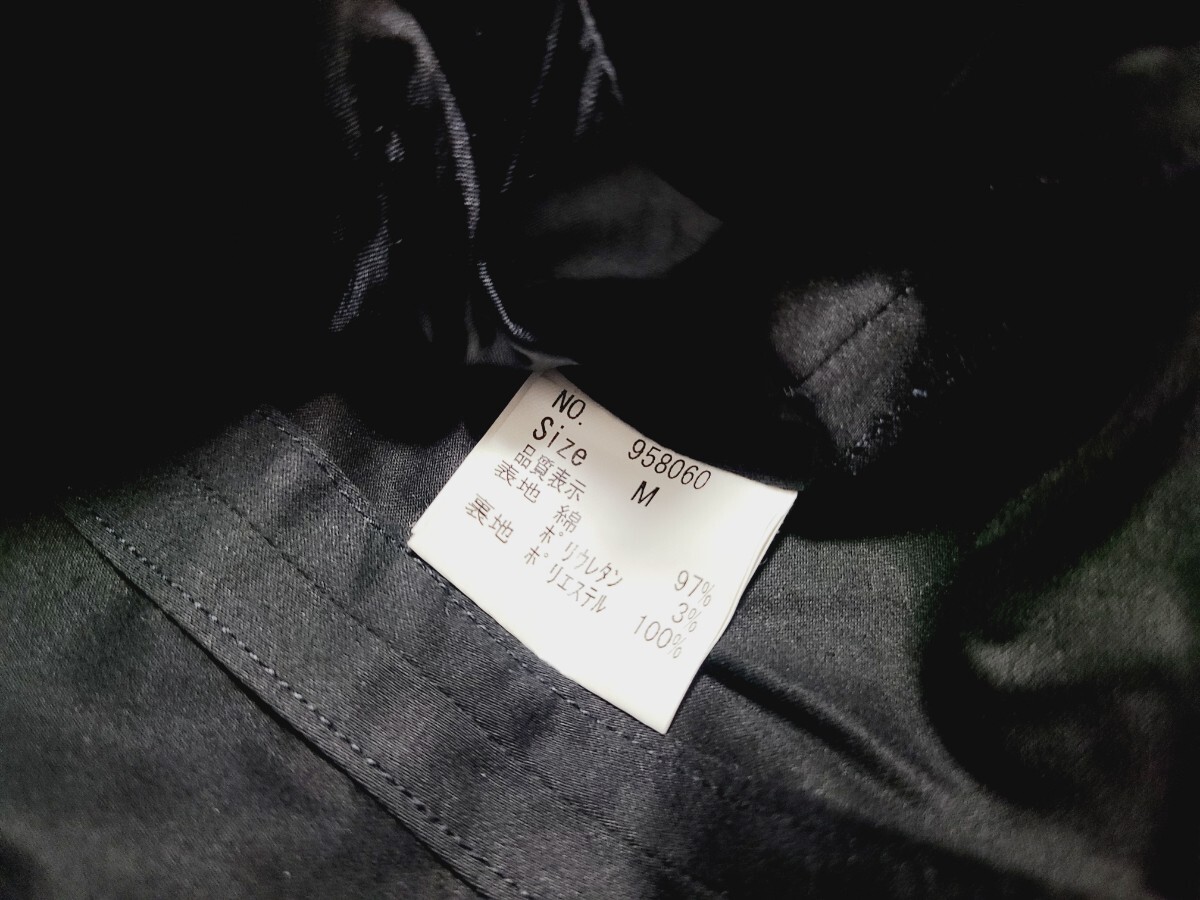 NO. 958060
Size M
品質表示
表地 綿 97%
ポリウレタン 3%
裏地 ポリエステル 100%